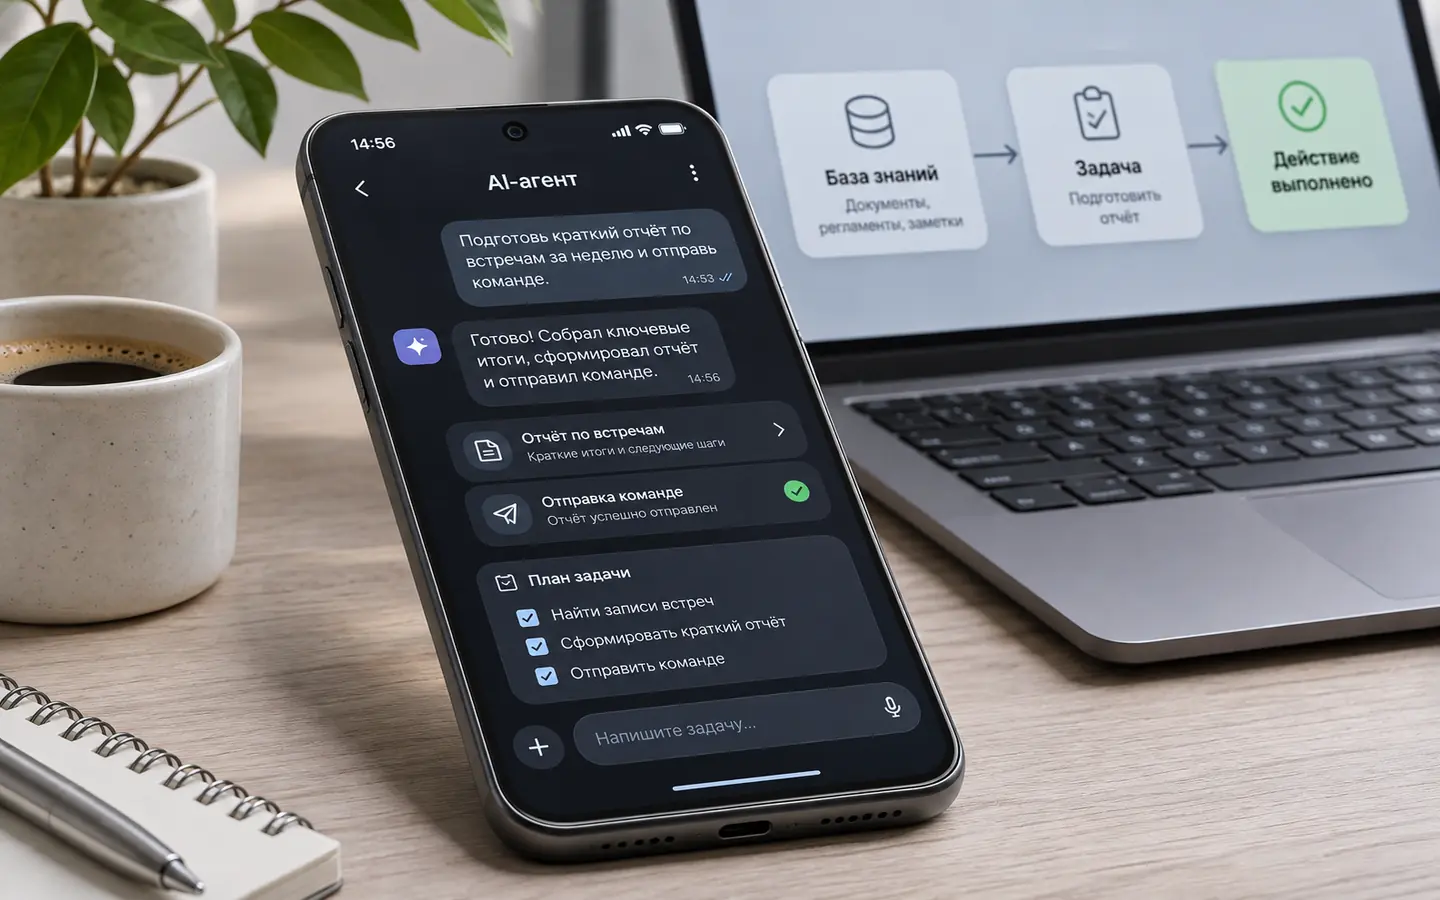 14:56
AI-агент
Подготовь краткий отчёт по
встречам за неделю и отправь
команде.
14:53
Готово! Собрал ключевые
итоги, сформировал отчёт
и отправил команде.
14:56
Отчёт по встречам
Краткие итоги и следующие шаги
Отправка команде
Отчёт успешно отправлен
План задачи
Найти записи встреч
Сформировать краткий отчёт
Отправить команде
Напишите задачу...
База знаний
Документы,
регламенты, заметки
Задача
Подготовить
отчёт
Действие
выполнено